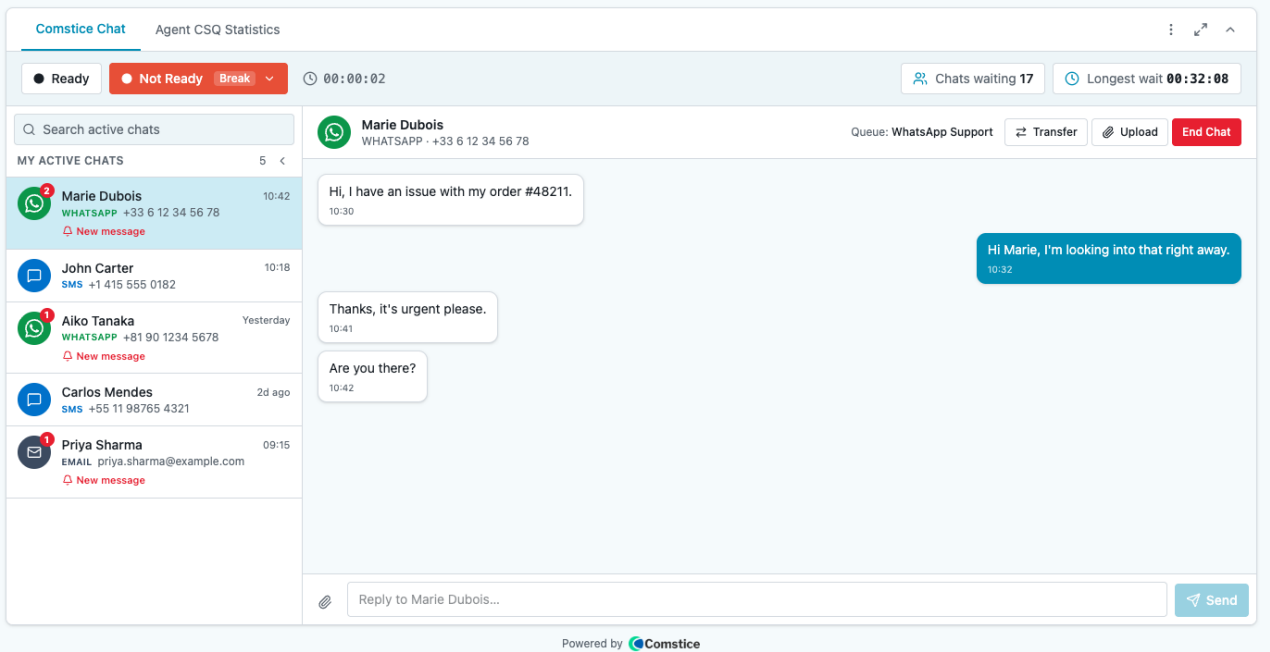 Comstice Chat
Agent CSQ Statistics
Ready
Not Ready Break
00:00:02
Chats waiting 17
Longest wait 00:32:08
Search active chats
MY ACTIVE CHATS 5
2
Marie Dubois 10:42
WHATSAPP +33 6 12 34 56 78
New message
John Carter 10:18
SMS +1 415 555 0182
1
Aiko Tanaka Yesterday
WHATSAPP +81 90 1234 5678
New message
Carlos Mendes 2d ago
SMS +55 11 98765 4321
1
Priya Sharma 09:15
EMAIL priya.sharma@example.com
New message
Marie Dubois
WHATSAPP · +33 6 12 34 56 78
Queue: WhatsApp Support
Transfer
Upload
End Chat
Hi, I have an issue with my order #48211.
10:30
Hi Marie, I'm looking into that right away.
10:32
Thanks, it's urgent please.
10:41
Are you there?
10:42
Reply to Marie Dubois...
Send
Powered by Comstice